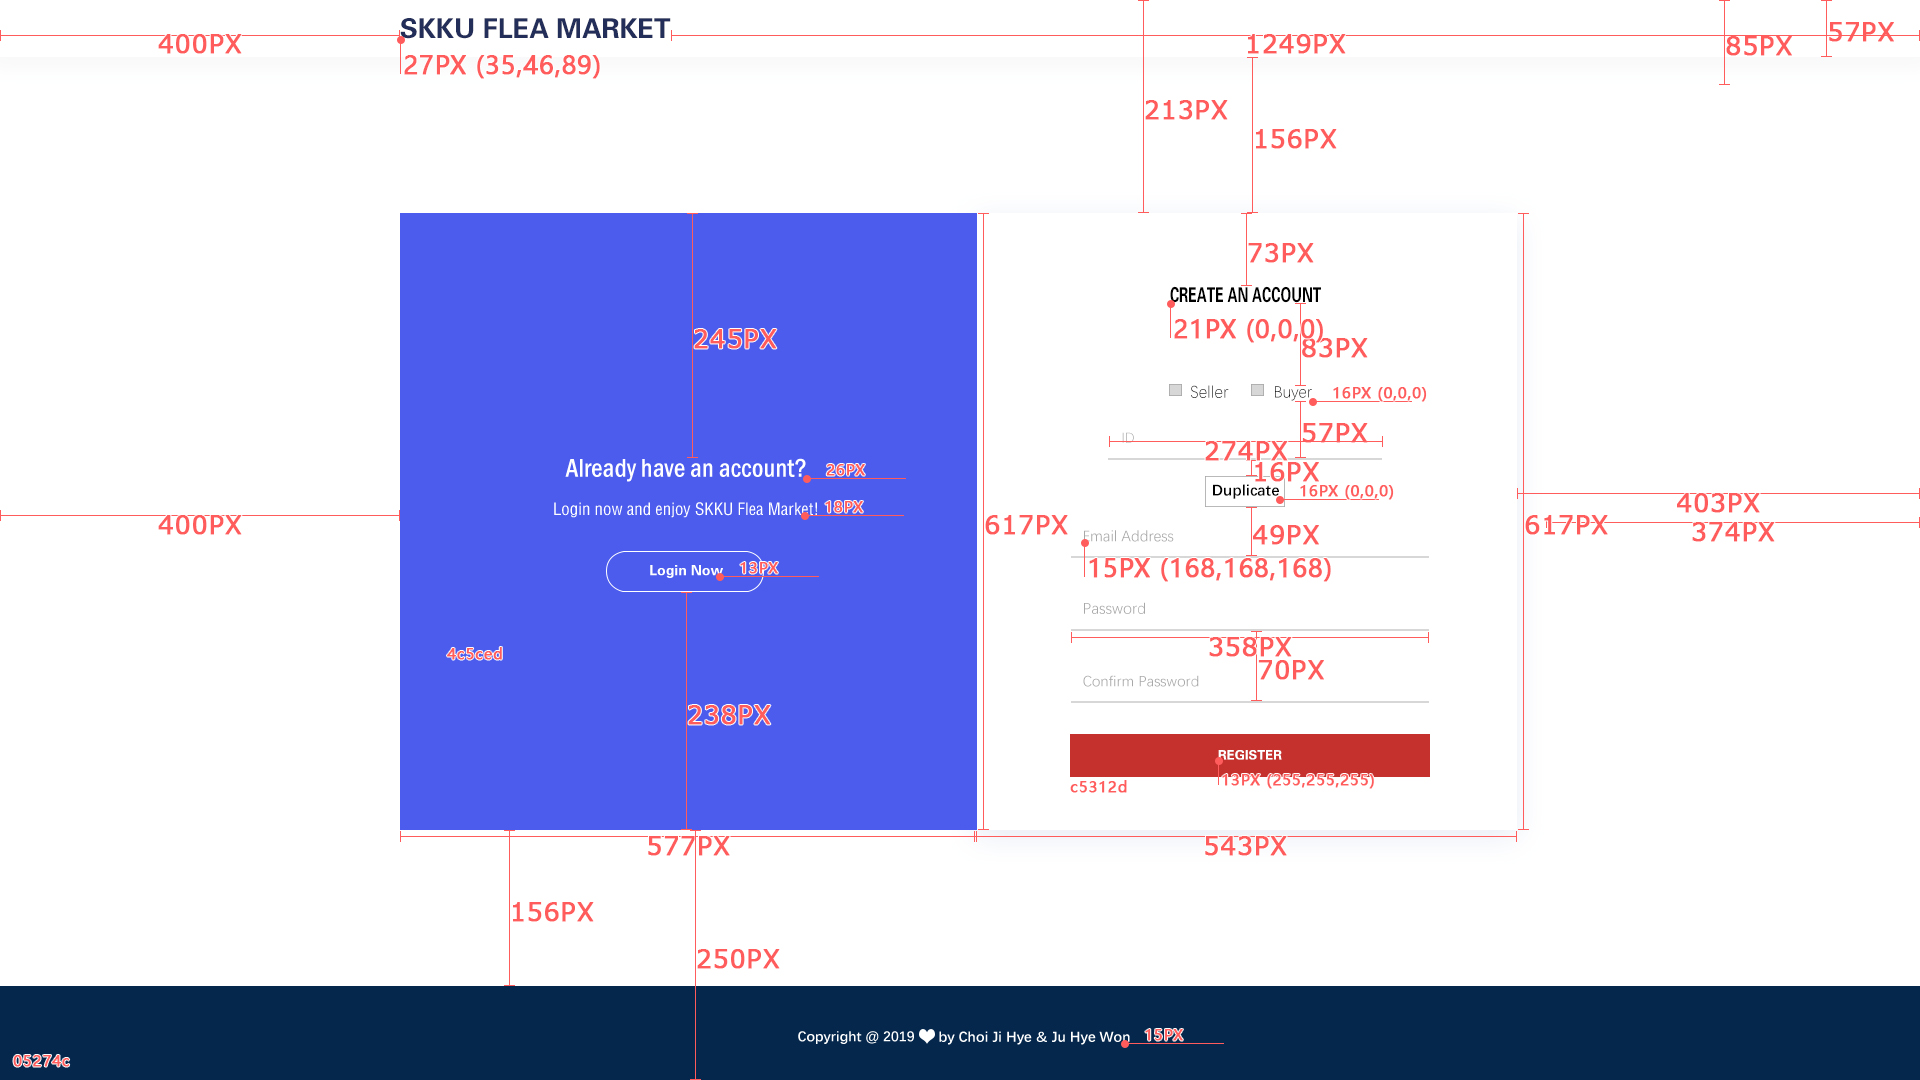 SKKU FLEA MARKET
400PX
1249PX
85PX
57PX
27PX (35,46,89)
213PX
156PX
73PX
CREATE AN ACCOUNT
21PX (0,0,0)
245PX
83PX
Seller
Buyer
16PX (0,0,0)
ID
57PX
274PX
Already have an account?
26PX
16PX
Duplicate
16PX (0,0,0)
Login now and enjoy SKKU Flea Market!
18PX
403PX
400PX
617PX
617PX
374PX
Email Address
49PX
Login Now
13PX
15PX (168,168,168)
Password
358PX
4c5ced
70PX
Confirm Password
238PX
REGISTER
13PX (255,255,255)
c5312d
577PX
543PX
156PX
250PX
Copyright @ 2019 ♥ by Choi Ji Hye & Ju Hye Won
15PX
05274c